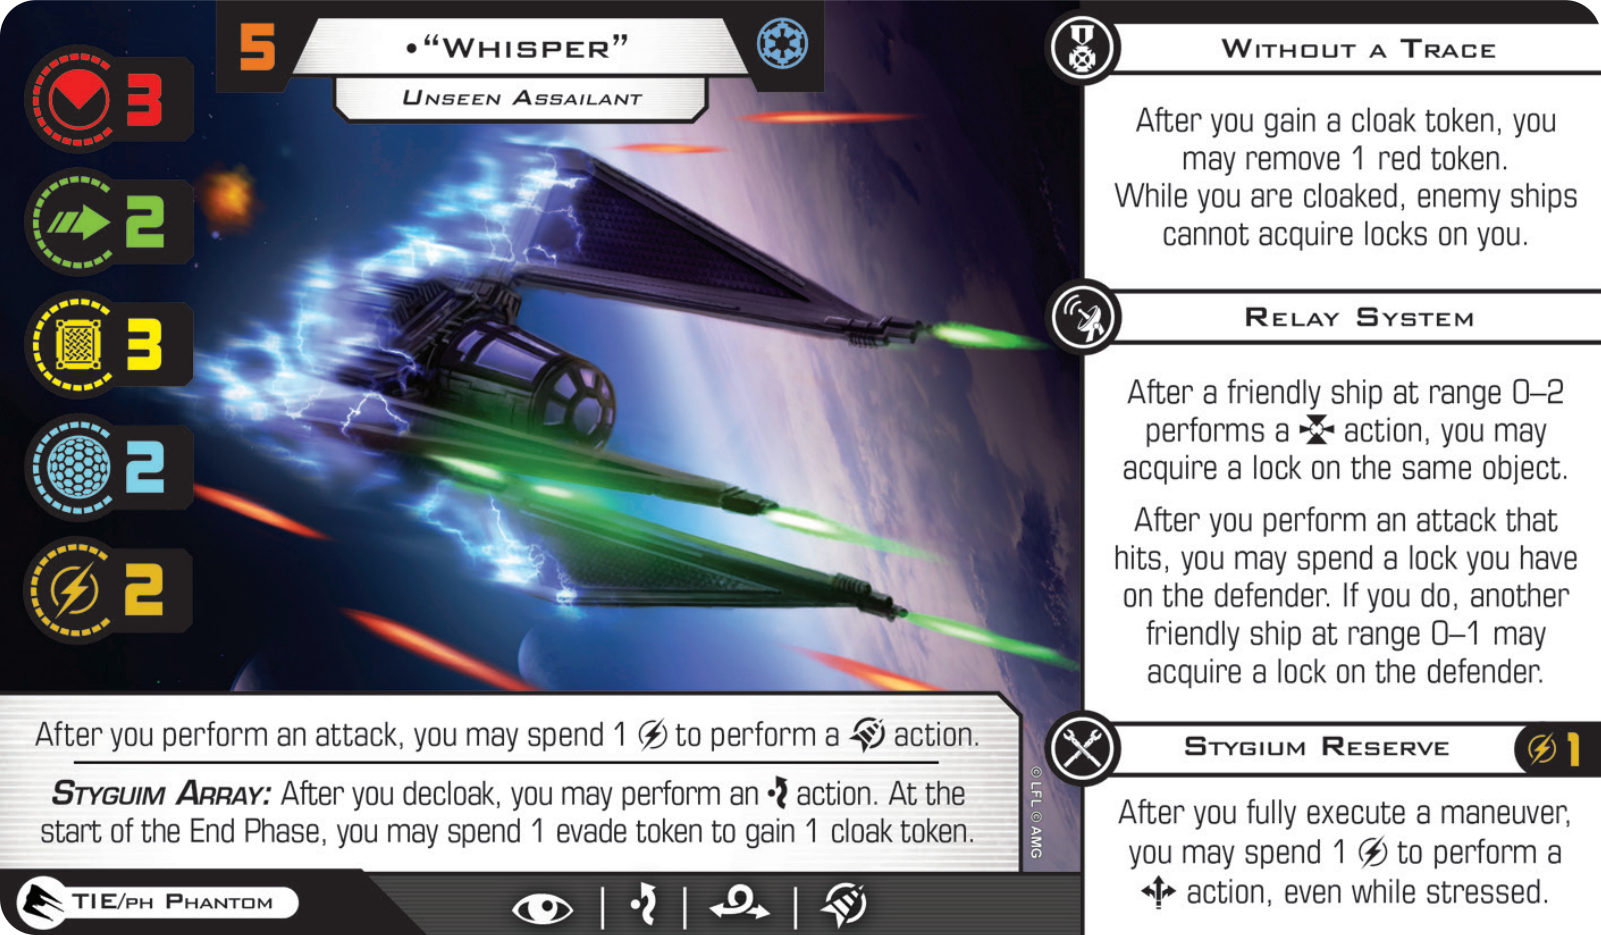 5
•“Whisper”
Unseen Assailant
3
2
3
2
2
After you perform an attack, you may spend 1 to perform a action.
Styguim Array: After you decloak, you may perform an action. At the
start of the End Phase, you may spend 1 evade token to gain 1 cloak token.
TIE/ph Phantom
© LFL © AMG
Without a Trace
After you gain a cloak token, you
may remove 1 red token.
While you are cloaked, enemy ships
cannot acquire locks on you.
Relay System
After a friendly ship at range 0–2
performs a action, you may
acquire a lock on the same object.
After you perform an attack that
hits, you may spend a lock you have
on the defender. If you do, another
friendly ship at range 0–1 may
acquire a lock on the defender.
Stygium Reserve
1
After you fully execute a maneuver,
you may spend 1 to perform a
action, even while stressed.